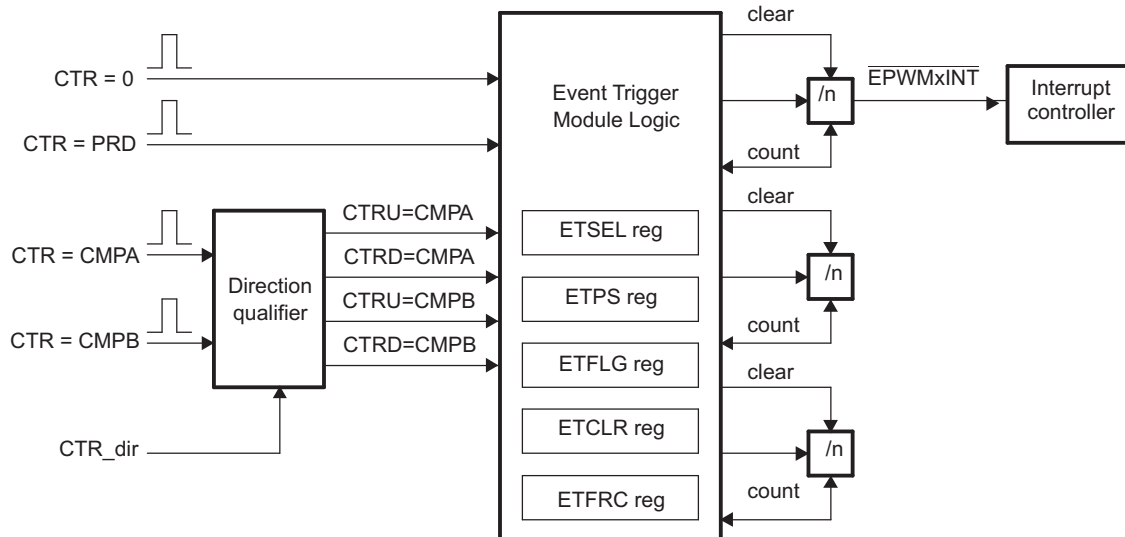 CTR = 0
CTR = PRD
CTR = CMPA
CTR = CMPB
CTR_dir
Direction
qualifier
CTRU=CMPA
CTRD=CMPA
CTRU=CMPB
CTRD=CMPB
Event Trigger
Module Logic
ETSEL reg
ETPS reg
ETFLG reg
ETCLR reg
ETFRC reg
clear
/n
count
EPWMxINT
Interrupt
controller
clear
/n
count
clear
/n
count